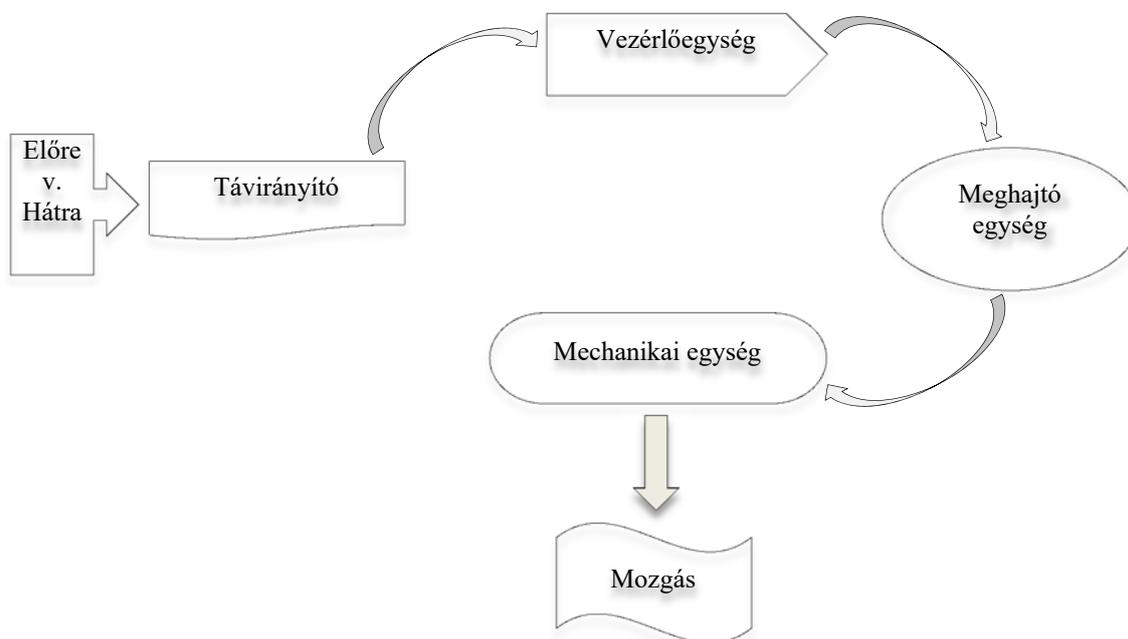 Előre
v.
Hátra
Távirányító
Vezérlőegység
Meghajtó
egység
Mechanikai egység
Mozgás